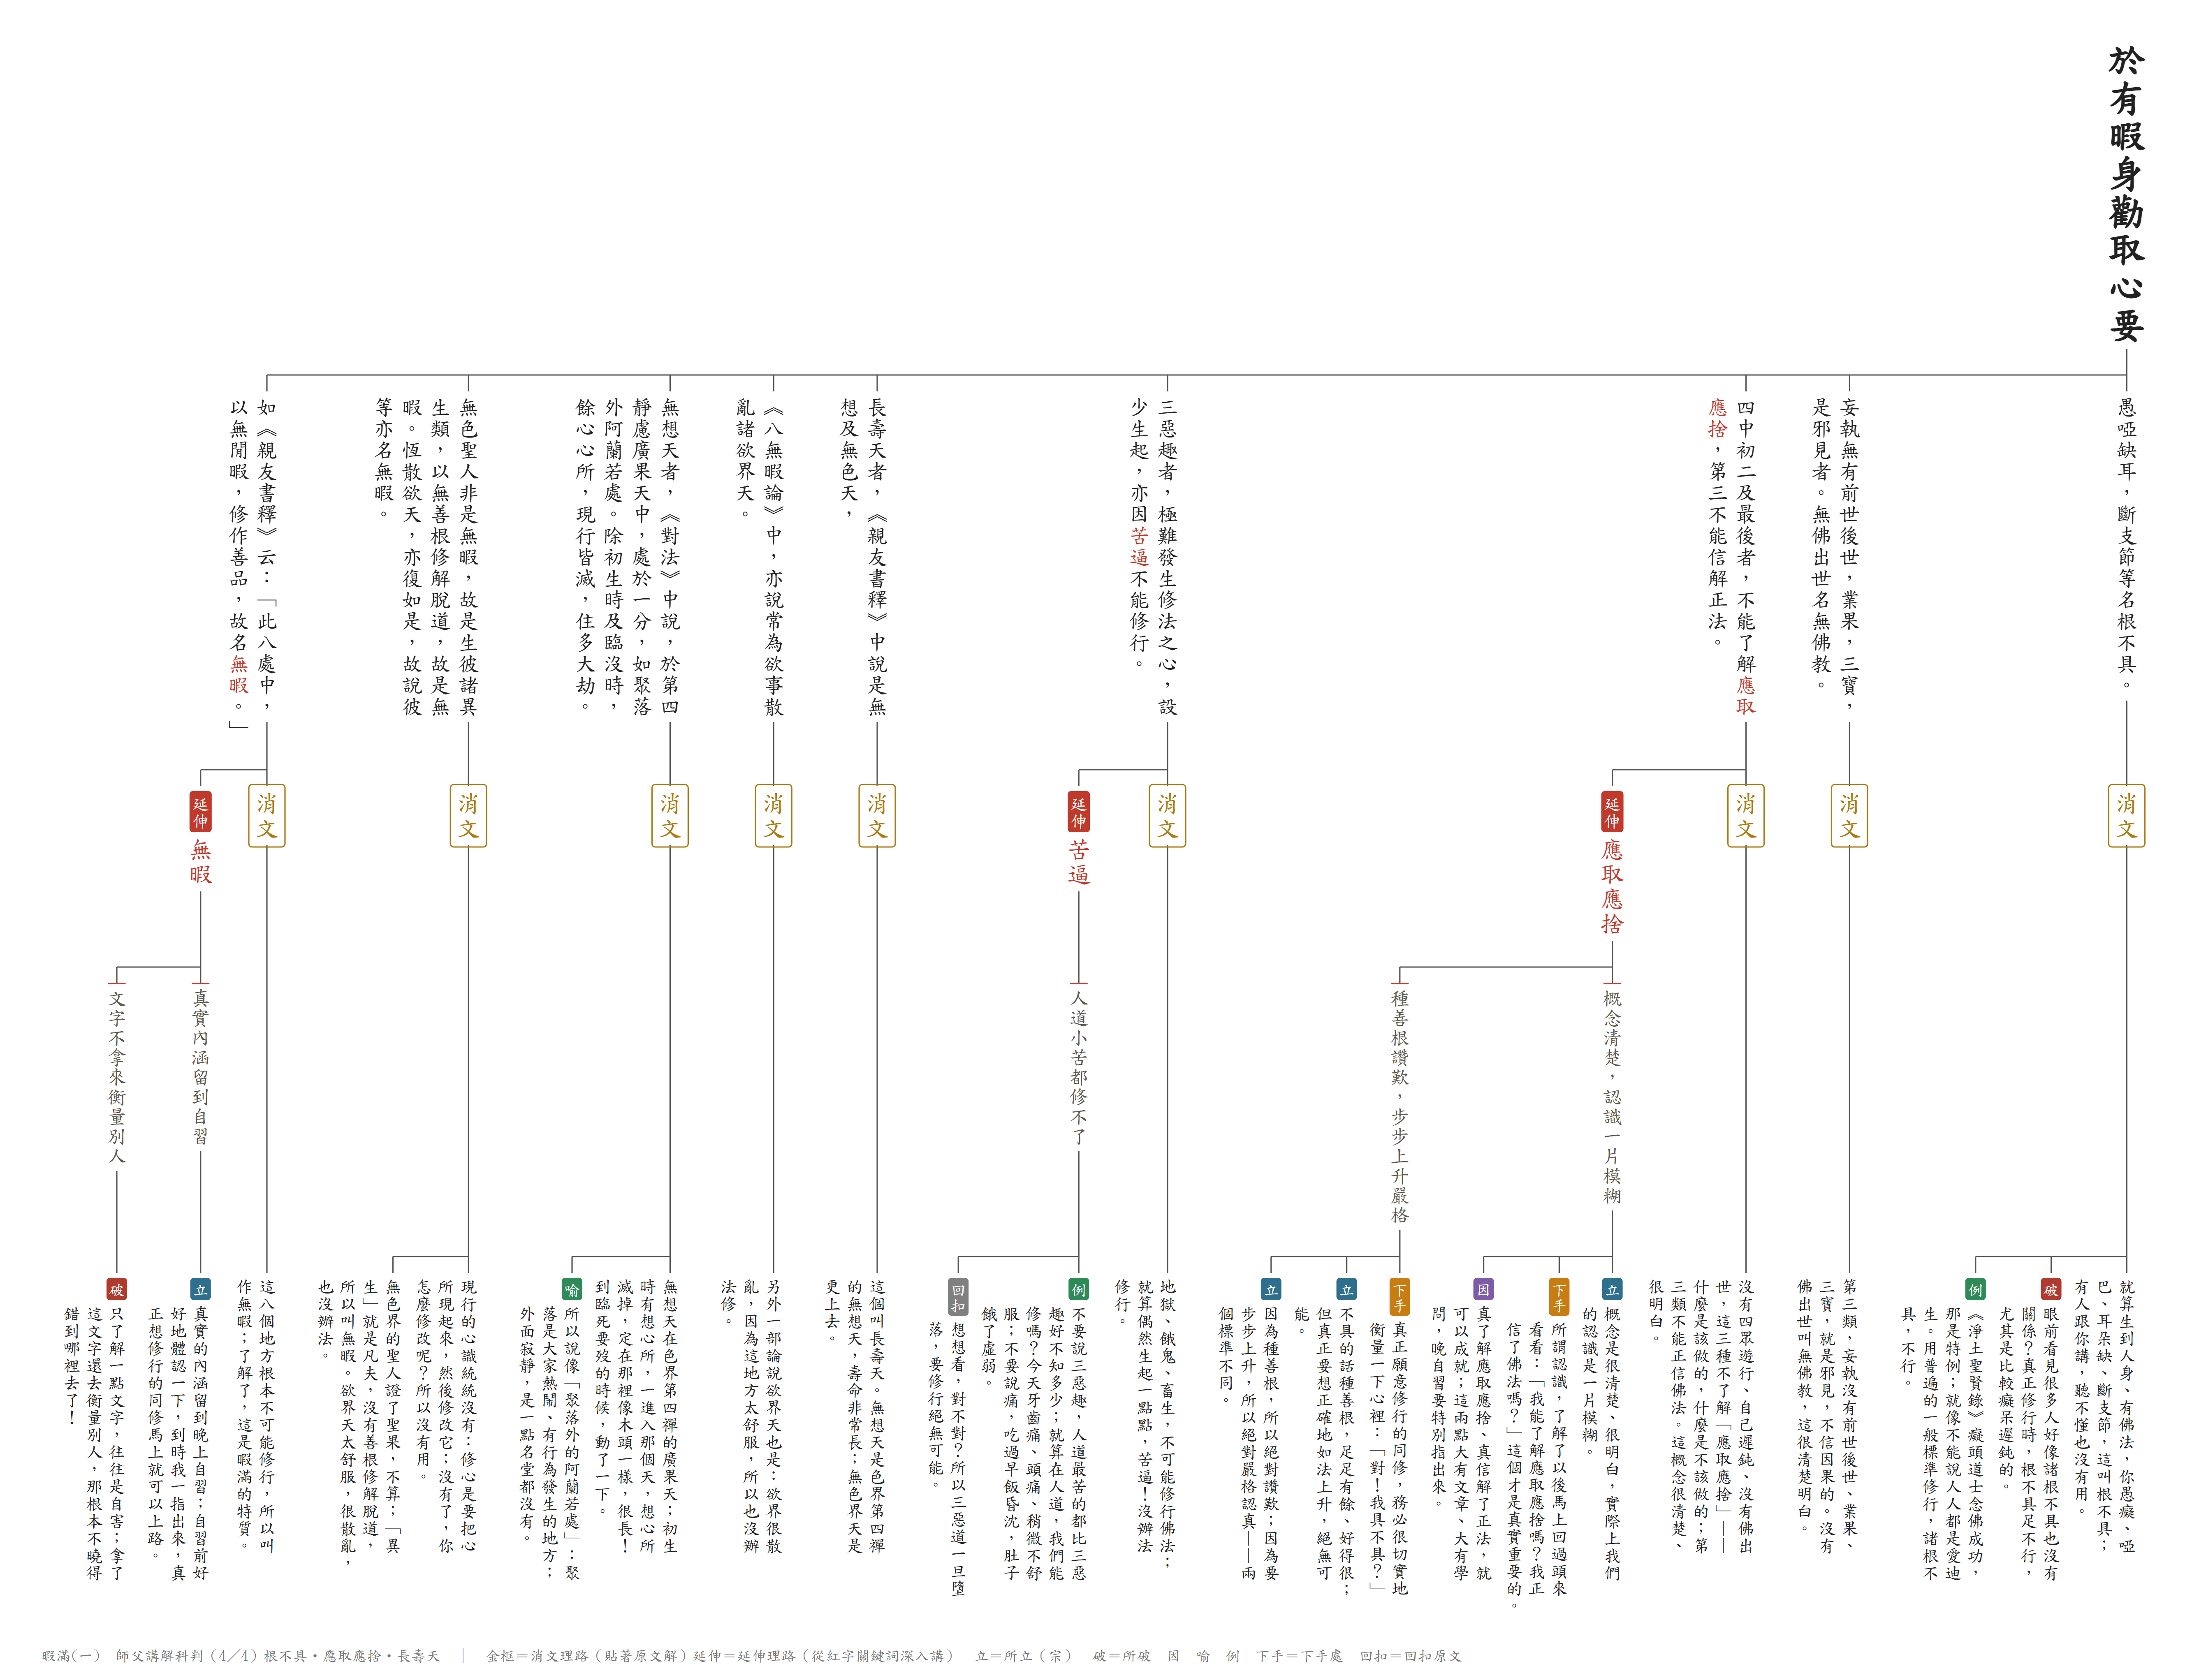 於有暇身勸取心要
愚啞缺耳，斷支節等名根不具。
妄執無有前世後世，業果，三寶，
是邪見者。無佛出世名無佛教。
四中初二及最後者，不能了解應取
應捨，第三不能信解正法。
三惡趣者，極難發生修法之心，設
少生起，亦因苦逼不能修行。
長壽天者，《親友書釋》中說是無
想及無色天，
《八無暇論》中，亦說常為欲事散
亂諸欲界天。
無想天者，《對法》中說，於第四
靜慮廣果天中，處於一分，如聚落
外阿蘭若處。除初生時及臨沒時，
餘心心所，現行皆滅，住多大劫。
無色聖人非是無暇，故是生彼諸異
生類，以無善根修解脫道，故是無
暇。恆散欲天，亦復如是，故說彼
等亦名無暇。
如《親友書釋》云：「此八處中，
以無閒暇，修作善品，故名無暇。」
消文
消文
消文
延伸
應取應捨
消文
延伸
苦逼
消文
消文
消文
消文
消文
延伸
無暇
概念清楚，認識一片模糊
種善根讚歎，步步上升嚴格
人道小苦都修不了
真實內涵留到自習
文字不拿來衡量別人
就算生到人身、有佛法，你愚癡、啞
巴、耳朵缺、斷支節，這叫根不具；
有人跟你講，聽不懂也沒有用。
破
眼前看見很多人好像諸根不具也沒有
關係？真正修行時，根不具足不行，
尤其是比較癡呆遲鈍的。
例
《淨土聖賢錄》癡頭道士念佛成功，
那是特例；就像不能說人人都是愛迪
生。用普遍的一般標準修行，諸根不
具，不行。
第三類，妄執沒有前世後世、業果、
三寶，就是邪見，不信因果的。沒有
佛出世叫無佛教，這很清楚明白。
沒有四眾遊行、自己遲鈍、沒有佛出
世，這三種不了解「應取應捨」——
什麼是該做的，什麼是不該做的；第
三類不能正信佛法。這概念很清楚、
很明白。
立
概念是很清楚、很明白，實際上我們
的認識是一片模糊。
下手
所謂認識，了解了以後馬上回過頭來
看看：「我能了解應取應捨嗎？我正
信了佛法嗎？」這個才是真實重要的。
因
真了解應取應捨、真信解了正法，就
可以成就；這兩點大有文章、大有學
問，晚自習要特別指出來。
下手
真正願意修行的同修，務必很切實地
衡量一下心裡：「對！我具不具？」
立
不具的話種善根，足足有餘、好得很；
但真正要想正確地如法上升，絕無可
能。
立
因為種善根，所以絕對讚歎；因為要
步步上升，所以絕對嚴格認真——兩
個標準不同。
地獄、餓鬼、畜生，不可能修行佛法；
就算偶然生起一點點，苦逼！沒辦法
修行。
例
不要說三惡趣，人道最苦的都比三惡
趣好不知多少；就算在人道，我們能
修嗎？今天牙齒痛、頭痛、稍微不舒
服；不要說痛，吃過早飯昏沈，肚子
餓了虛弱。
回扣
想想看，對不對？所以三惡道一旦墮
落，要修行絕無可能。
這個叫長壽天。無想天是色界第四禪
的無想天，壽命非常長；無色界天是
更上去。
另外一部論說欲界天也是：欲界很散
亂，因為這地方太舒服，所以也沒辦
法修。
無想天在色界第四禪的廣果天；初生
時有想心所，一進入那個天，想心所
滅掉，定在那裡像木頭一樣，很長！
到臨死要歿的時候，動了一下。
喻
所以說像「聚落外的阿蘭若處」：聚
落是大家熱鬧、有行為發生的地方；
外面寂靜，是一點名堂都沒有。
現行的心識統統沒有：修心是要把心
所現起來，然後修改它；沒有了，你
怎麼修改呢？所以沒有用。
無色界的聖人證了聖果，不算；「異
生」就是凡夫，沒有善根修解脫道，
所以叫無暇。欲界天太舒服，很散亂，
也沒辦法。
這八個地方根本不可能修行，所以叫
作無暇；了解了，這是暇滿的特質。
立
真實的內涵留到晚上自習；自習前好
好地體認一下，到時我一指出來，真
正想修行的同修馬上就可以上路。
破
只了解一點文字，往往是自害；拿了
這文字還去衡量別人，那根本不曉得
錯到哪裡去了！
暇滿(一)　師父講解科判（4／4）根不具・應取應捨・長壽天　｜　金框＝消文理路（貼著原文解）延伸＝延伸理路（從紅字關鍵詞深入講）　立＝所立（宗）　破＝所破　因　喻　例　下手＝下手處　回扣＝回扣原文